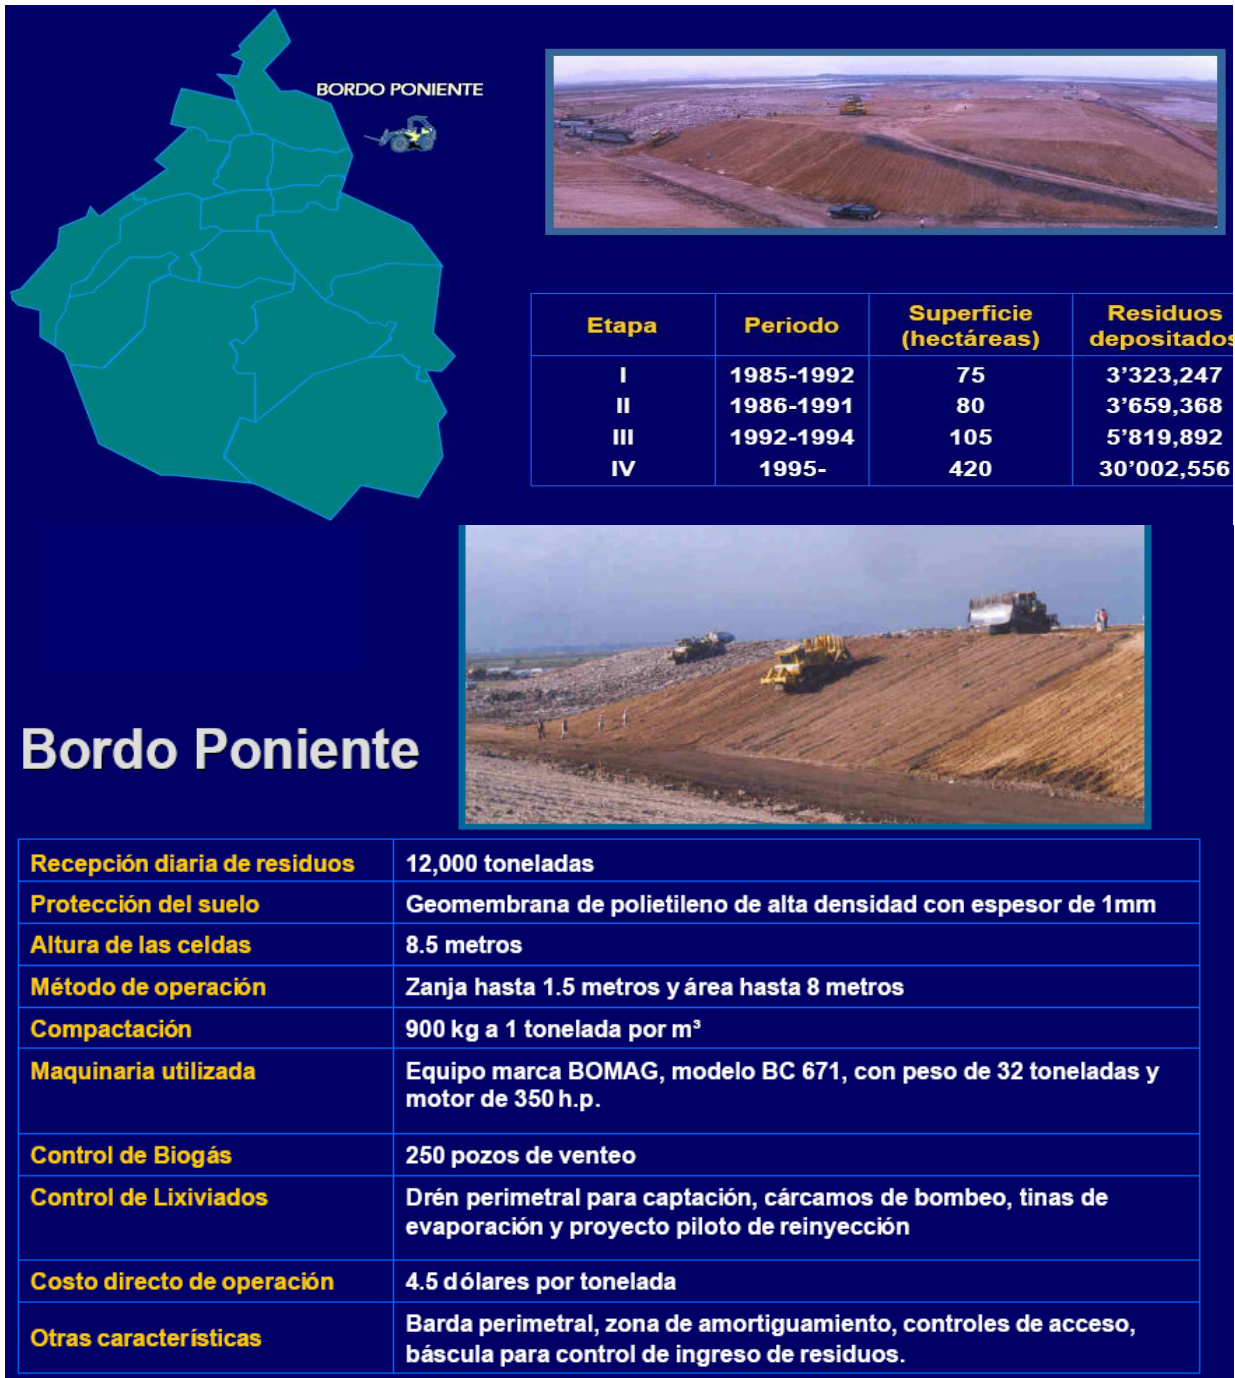 BORDO PONIENTE
Etapa Periodo Superficie (hectáreas) Residuos depositados
I 1985-1992 75 3’323,247
II 1986-1991 80 3’659,368
III 1992-1994 105 5’819,892
IV 1995- 420 30’002,556
Bordo Poniente
Recepción diaria de residuos 12,000 toneladas
Protección del suelo Geomembrana de polietileno de alta densidad con espesor de 1mm
Altura de las celdas 8.5 metros
Método de operación Zanja hasta 1.5 metros y área hasta 8 metros
Compactación 900 kg a 1 tonelada por m³
Maquinaria utilizada Equipo marca BOMAG, modelo BC 671, con peso de 32 toneladas y
motor de 350 h.p.
Control de Biogás 250 pozos de venteo
Control de Lixiviados Drén perimetral para captación, cárcamos de bombeo, tinas de
evaporación y proyecto piloto de reinyección
Costo directo de operación 4.5 dólares por tonelada
Otras características Barda perimetral, zona de amortiguamiento, controles de acceso,
báscula para control de ingreso de residuos.